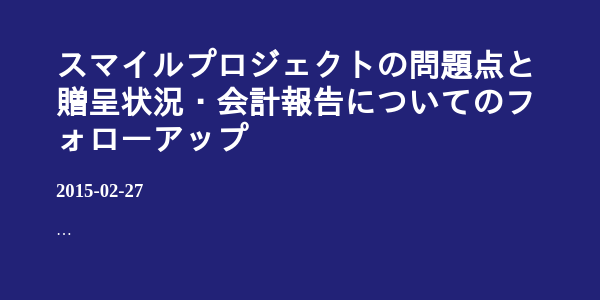 スマイルプロジェクトの問題点と
贈呈状況・会計報告についてのフ
ォローアップ
2015-02-27
…